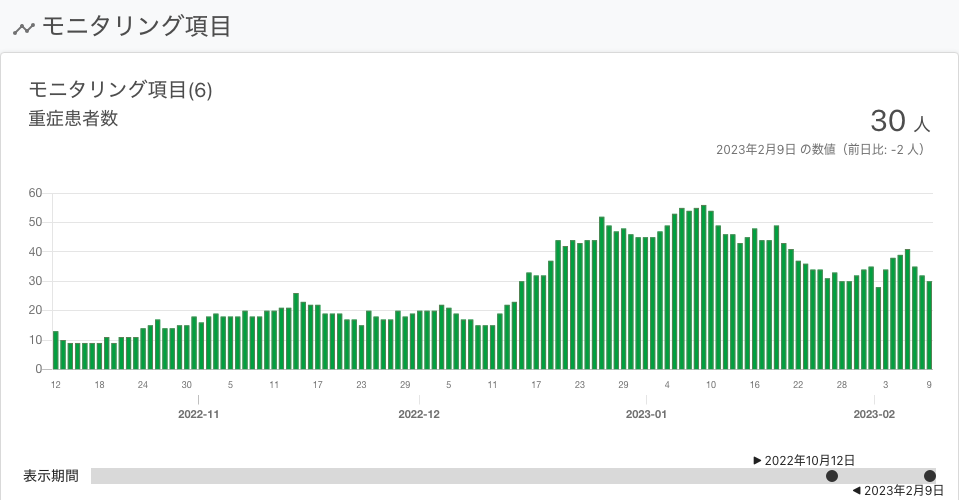 モニタリング項目
モニタリング項目(6)
重症患者数
30 人
2023年2月9日 の数値（前日比: -2 人）
60
50
40
30
20
10
0
12 18 24 30 5 11 17 23 29 5 11 17 23 29 4 10 16 22 28 3 9
2022-11 2022-12 2023-01 2023-02
▶ 2022年10月12日
表示期間
◀ 2023年2月9日